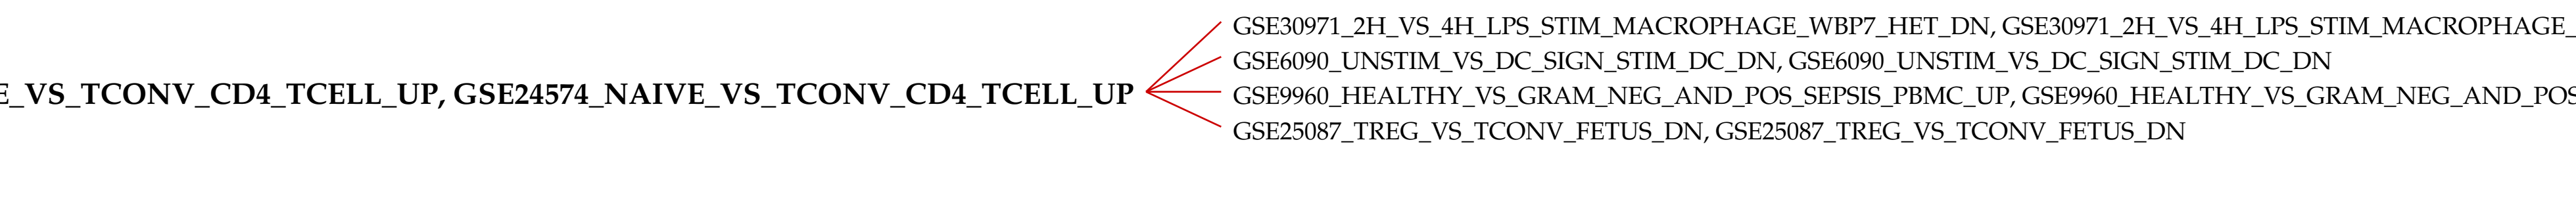 GSE30971_2H_VS_4H_LPS_STIM_MACROPHAGE_WBP7_HET_DN, GSE30971_2H_VS_4H_LPS_STIM_MACROPHAGE_
GSE6090_UNSTIM_VS_DC_SIGN_STIM_DC_DN, GSE6090_UNSTIM_VS_DC_SIGN_STIM_DC_DN
E_VS_TCONV_CD4_TCELL_UP, GSE24574_NAIVE_VS_TCONV_CD4_TCELL_UP
GSE9960_HEALTHY_VS_GRAM_NEG_AND_POS_SEPSIS_PBMC_UP, GSE9960_HEALTHY_VS_GRAM_NEG_AND_POS
GSE25087_TREG_VS_TCONV_FETUS_DN, GSE25087_TREG_VS_TCONV_FETUS_DN